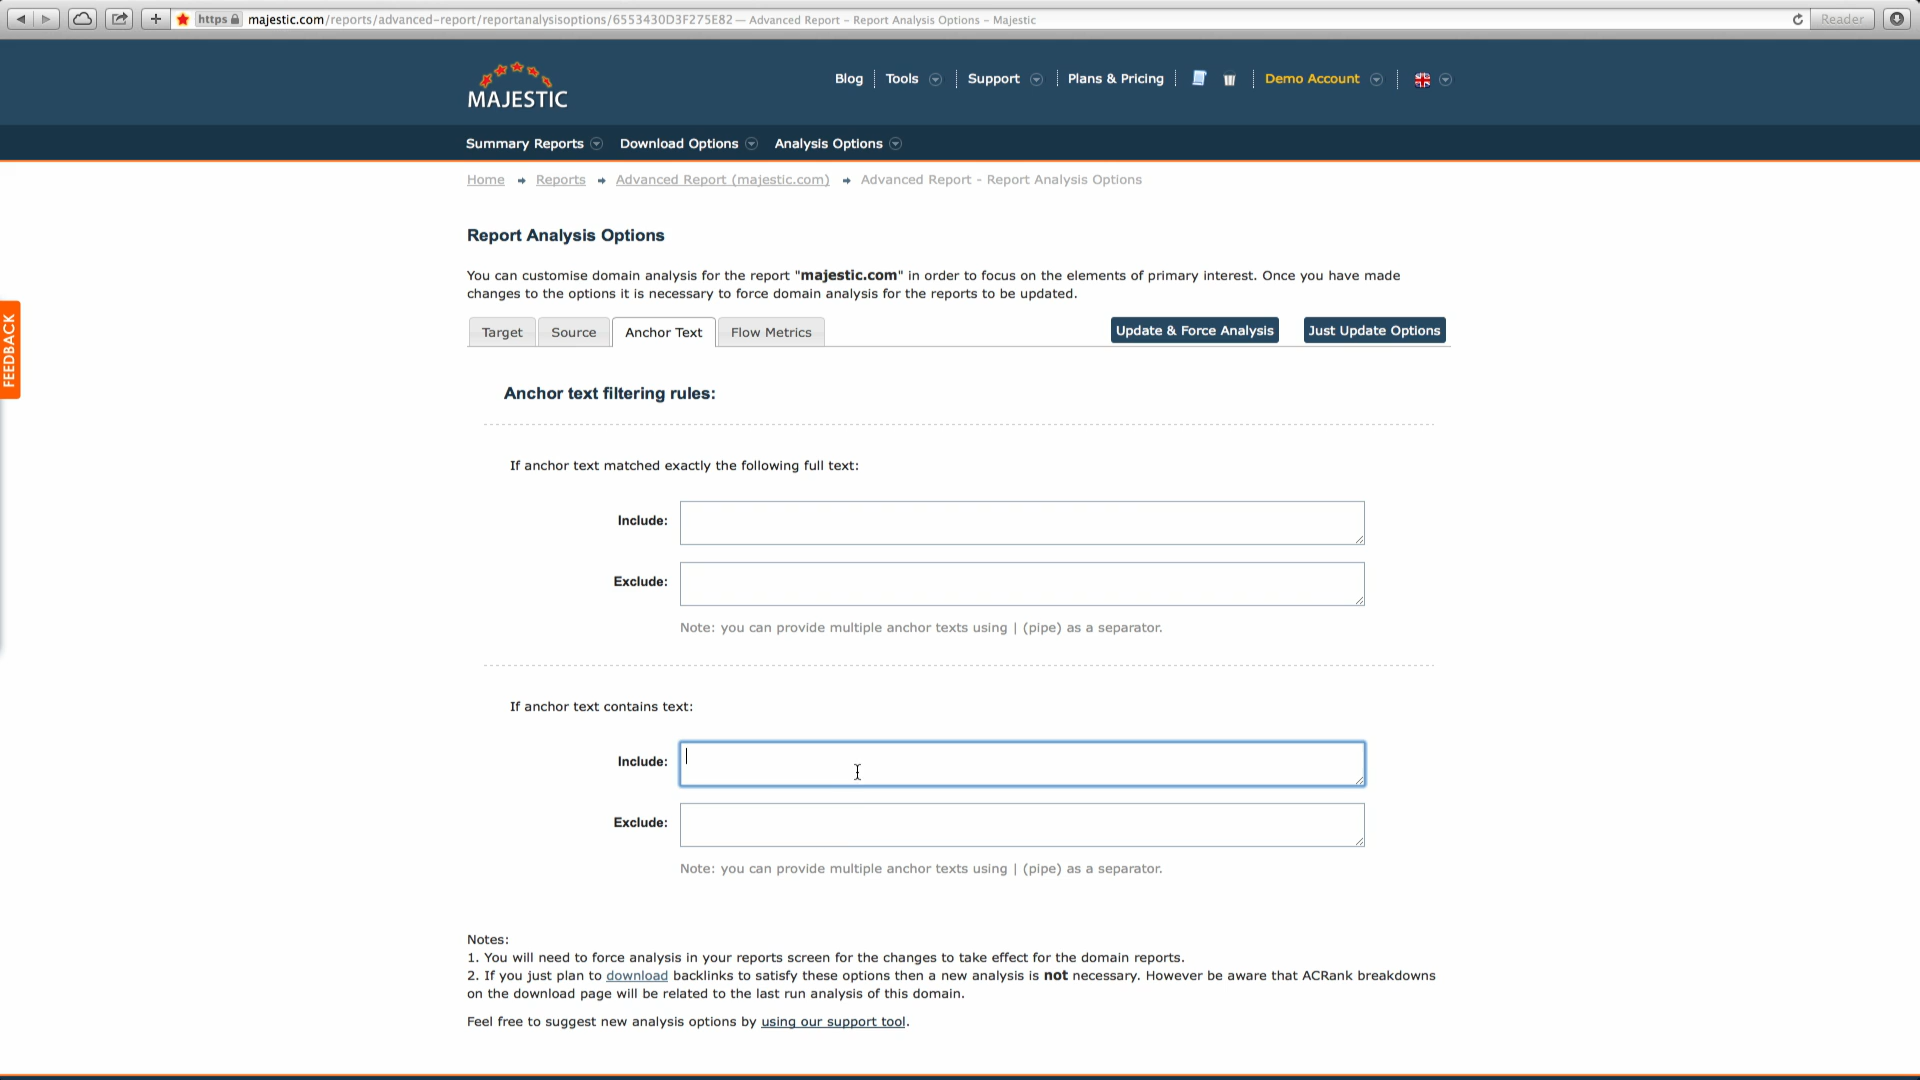 https majestic.com/reports/advanced-report/reportanalysisoptions/6553430D3F275E82 — Advanced Report – Report Analysis Options – Majestic
Reader
MAJESTIC
Blog
Tools
Support
Plans & Pricing
Demo Account
Summary Reports
Download Options
Analysis Options
Home
Reports
Advanced Report (majestic.com)
Advanced Report - Report Analysis Options
FEEDBACK
Report Analysis Options
You can customise domain analysis for the report "majestic.com" in order to focus on the elements of primary interest. Once you have made
changes to the options it is necessary to force domain analysis for the reports to be updated.
Target
Source
Anchor Text
Flow Metrics
Update & Force Analysis
Just Update Options
Anchor text filtering rules:
If anchor text matched exactly the following full text:
Include:
Exclude:
Note: you can provide multiple anchor texts using | (pipe) as a separator.
If anchor text contains text:
Include:
Exclude:
Note: you can provide multiple anchor texts using | (pipe) as a separator.
Notes:
1. You will need to force analysis in your reports screen for the changes to take effect for the domain reports.
2. If you just plan to download backlinks to satisfy these options then a new analysis is not necessary. However be aware that ACRank breakdowns
on the download page will be related to the last run analysis of this domain.
Feel free to suggest new analysis options by using our support tool.